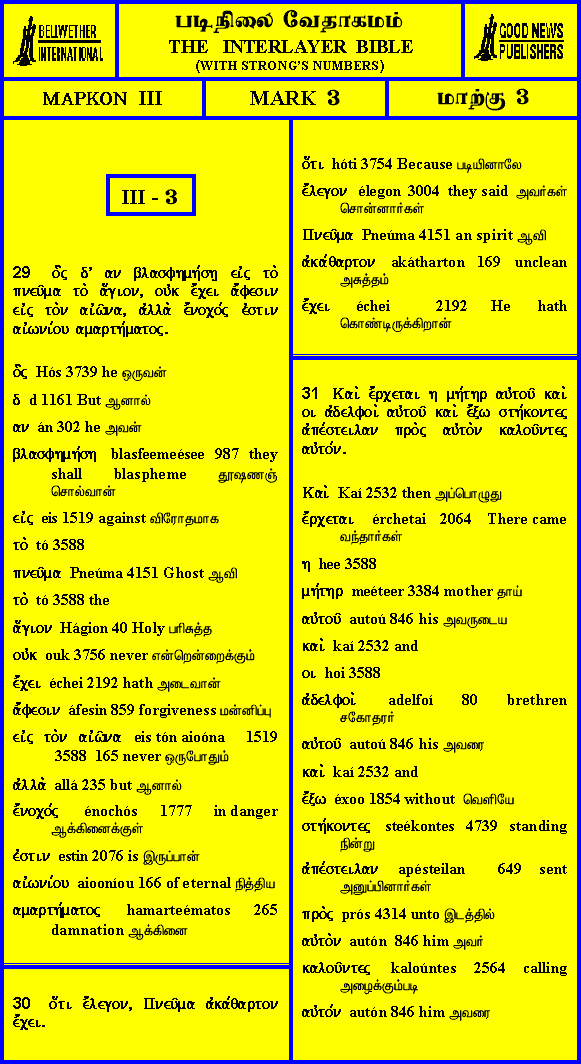 BELLWETHER
INTERNATIONAL
படிநிலை வேதாகமம்
THE INTERLAYER BIBLE
(WITH STRONG'S NUMBERS)
GOOD NEWS
PUBLISHERS
ΜΑΡΚΟΝ III
MARK 3
மாற்கு 3
III - 3
29 ὃς δ' αν βλασφημήσῃ εἰς τὸ
πνεῦμα τὸ ἅγιον, οὐκ ἔχει ἄφεσιν
εἰς τὸν αἰῶνα, ἀλλὰ ἔνοχός ἐστιν
αἰωνίου αμαρτήματος.
ὃς Hós 3739 he ஒருவன்
δ d 1161 But ஆனால்
αν án 302 he அவன்
βλασφημήσῃ blasfeemeésee 987 they
shall blaspheme தூஷணஞ்
சொல்வான்
εἰς eis 1519 against விரோதமாக
τὸ tó 3588
πνεῦμα Pneúma 4151 Ghost ஆவி
τὸ tó 3588 the
ἅγιον Hágion 40 Holy பரிசுத்த
οὐκ ouk 3756 never என்றென்றைக்கும்
ἔχει échei 2192 hath அடைவான்
ἄφεσιν áfesin 859 forgiveness மன்னிப்பு
εἰς τὸν αἰῶνα eis tón aioóna 1519
3588 165 never ஒருபோதும்
ἀλλὰ allá 235 but ஆனால்
ἔνοχός énochós 1777 in danger
ஆக்கினைக்குள்
ἐστιν estin 2076 is இருப்பான்
αἰωνίου aiooníou 166 of eternal நித்திய
αμαρτήματος hamarteématos 265
damnation ஆக்கினை
30 ὅτι ἔλεγον, Πνεῦμα ἀκάθαρτον
ἔχει.
ὅτι hóti 3754 Because படியினாலே
ἔλεγον élegon 3004 they said அவர்கள்
சொன்னார்கள்
Πνεῦμα Pneúma 4151 an spirit ஆவி
ἀκάθαρτον akátharton 169 unclean
அசுத்தம்
ἔχει échei 2192 He hath
கொண்டிருக்கிறான்
31 Καὶ ἔρχεται η μήτηρ αὐτοῦ καὶ
οι ἀδελφοὶ αὐτοῦ καὶ ἔξω στήκοντες
ἀπέστειλαν πρὸς αὐτὸν καλοῦντες
αὐτόν.
Καὶ Kaí 2532 then அப்பொழுது
ἔρχεται érchetai 2064 There came
வந்தார்கள்
η hee 3588
μήτηρ meéteer 3384 mother தாய்
αὐτοῦ autoú 846 his அவருடைய
καὶ kaí 2532 and
οι hoi 3588
ἀδελφοὶ adelfoí 80 brethren
சகோதரர்
αὐτοῦ autoú 846 his அவரை
καὶ kaí 2532 and
ἔξω éxoo 1854 without வெளியே
στήκοντες steékontes 4739 standing
நின்று
ἀπέστειλαν apésteilan 649 sent
அனுப்பினார்கள்
πρὸς prós 4314 unto இடத்தில்
αὐτὸν autón 846 him அவர்
καλοῦντες kaloúntes 2564 calling
அழைக்கும்படி
αὐτόν autón 846 him அவரை